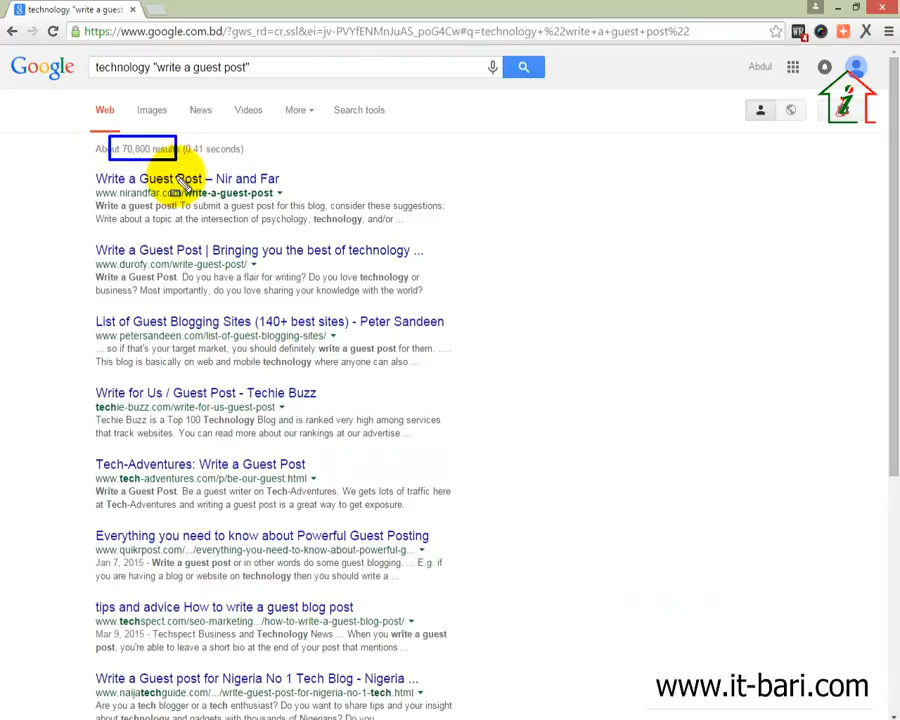 technology "write a guest
https://www.google.com.bd/?gws_rd=cr,ssl&ei=jv-PVYfENMnJuAS_poG4Cw#q=technology+%22write+a+guest+post%22
Google
technology "write a guest post"
Abdul
Web Images News Videos More Search tools
About 70,800 results (0.41 seconds)
Write a Guest Post – Nir and Far
www.nirandfar.com/write-a-guest-post
Write a guest post! To submit a guest post for this blog, consider these suggestions:
Write about a topic at the intersection of psychology, technology, and/or ...
Write a Guest Post | Bringing you the best of technology ...
www.durofy.com/write-guest-post/
Write a Guest Post. Do you have a flair for writing? Do you love technology or
business? Most importantly, do you love sharing your knowledge with the world?
List of Guest Blogging Sites (140+ best sites) - Peter Sandeen
www.petersandeen.com/list-of-guest-blogging-sites/
... so if that's your target market, you should definitely write a guest post for them. .....
This blog is basically on web and mobile technology where anyone can also ...
Write for Us / Guest Post - Techie Buzz
techie-buzz.com/write-for-us-guest-post
Techie Buzz is a Top 100 Technology Blog and is ranked very high among services
that track websites. You can read more about our rankings at our advertise ...
Tech-Adventures: Write a Guest Post
www.tech-adventures.com/p/be-our-guest.html
Write a Guest Post. Be a guest writer on Tech-Adventures. We gets lots of traffic here
at Tech-Adventures and writing a guest post is a great way to get exposure.
Everything you need to know about Powerful Guest Posting
www.quikrpost.com/.../everything-you-need-to-know-about-powerful-g...
Jan 7, 2015 - Write a guest post or in other words do some guest blogging. ... E.g. if
you are having a blog or website on technology then you should write a ...
tips and advice How to write a guest blog post
www.techspect.com/seo-marketing.../how-to-write-a-guest-blog-post/
Mar 9, 2015 - Techspect Business and Technology News ... When you write a guest
post, you're able to leave a short bio at the end of your post that mentions ...
Write a Guest post for Nigeria No 1 Tech Blog - Nigeria ...
www.naijatechguide.com/.../write-guest-post-for-nigeria-no-1-tech.html
Are you a tech blogger or a tech enthusiast? Do you want to share tips and your insight
about technology and gadgets with thousands of Nigerians? Do you
www.it-bari.com